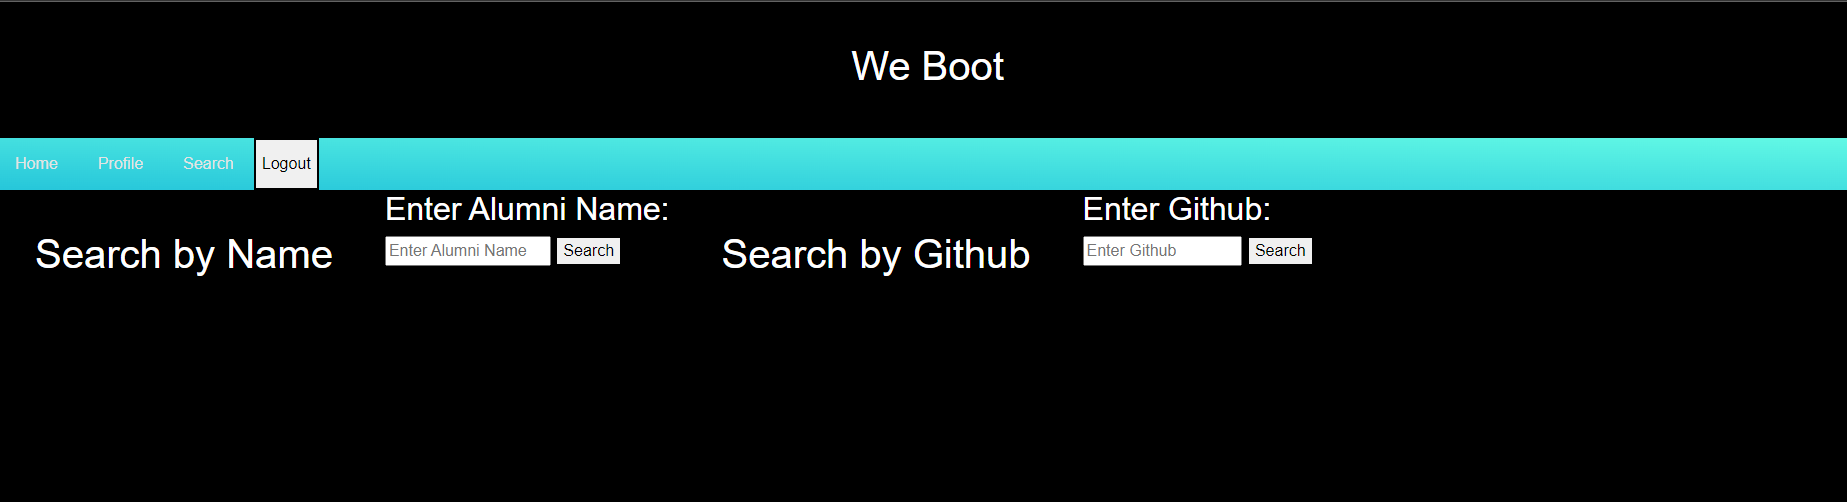 We Boot
Home Profile Search Logout
Enter Alumni Name:
Search by Name
Enter Alumni Name Search
Enter Github:
Search by Github
Enter Github Search